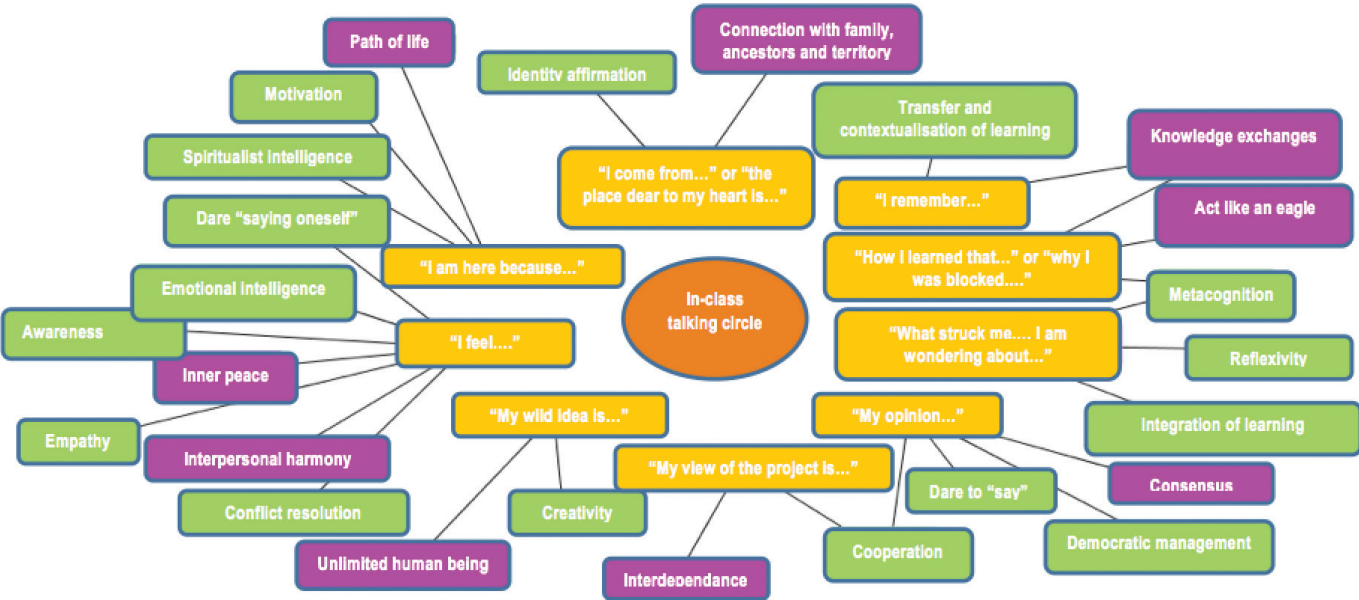 Path of life
Connection with family,
ancestors and territory
Identity affirmation
Motivation
Transfer and
contextualisation of learning
Knowledge exchanges
Spiritualist intelligence
"I come from…" or "the
place dear to my heart is…"
"I remember…"
Act like an eagle
Dare "saying oneself"
"I am here because…"
"How I learned that…" or "why I
was blocked…."
Emotional intelligence
In-class
talking circle
Metacognition
Awareness
"I feel…."
"What struck me…. I am
wondering about…"
Reflexivity
Inner peace
"My wild idea is…"
"My opinion…"
Integration of learning
Empathy
Interpersonal harmony
"My view of the project is…"
Consensus
Dare to "say"
Conflict resolution
Creativity
Cooperation
Democratic management
Unlimited human being
Interdependance